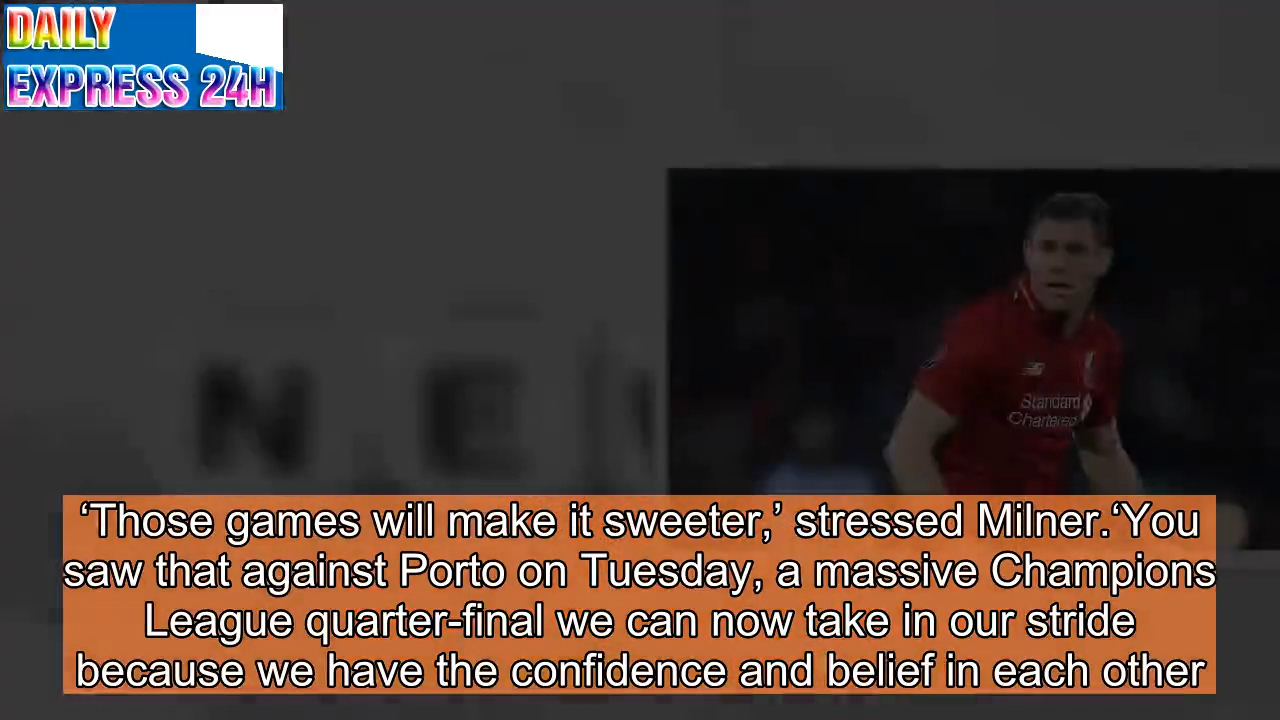 DAILY
EXPRESS 24H
N E
Standard
Chartered
‘Those games will make it sweeter,’ stressed Milner.‘You
saw that against Porto on Tuesday, a massive Champions
League quarter-final we can now take in our stride
because we have the confidence and belief in each other